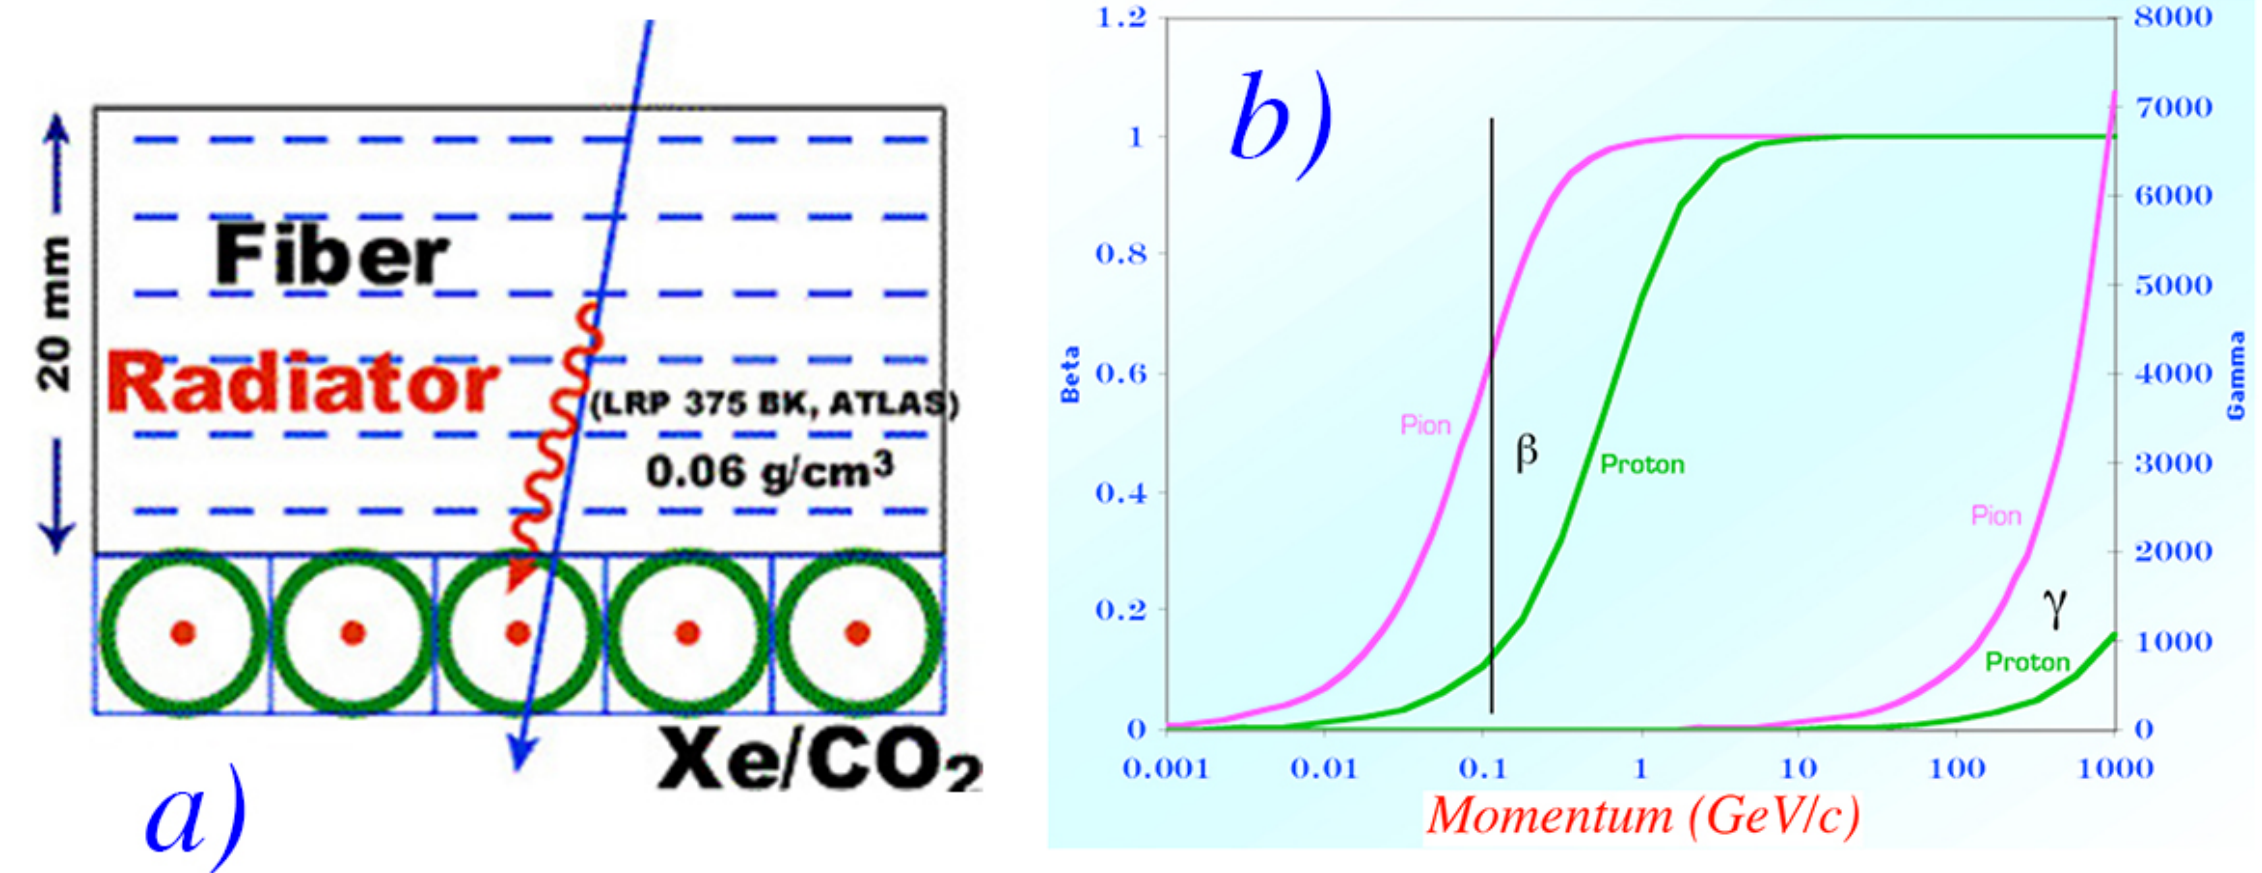 20 mm
Fiber
Radiator
(LRP 375 BK, ATLAS)
0.06 g/cm³
Xe/CO₂
a)
b)
1.2
1
0.8
0.6
0.4
0.2
0
Beta
8000
7000
6000
5000
4000
3000
2000
1000
0
Gamma
Pion
β
Proton
Pion
γ
Proton
0.001 0.01 0.1 1 10 100 1000
Momentum (GeV/c)